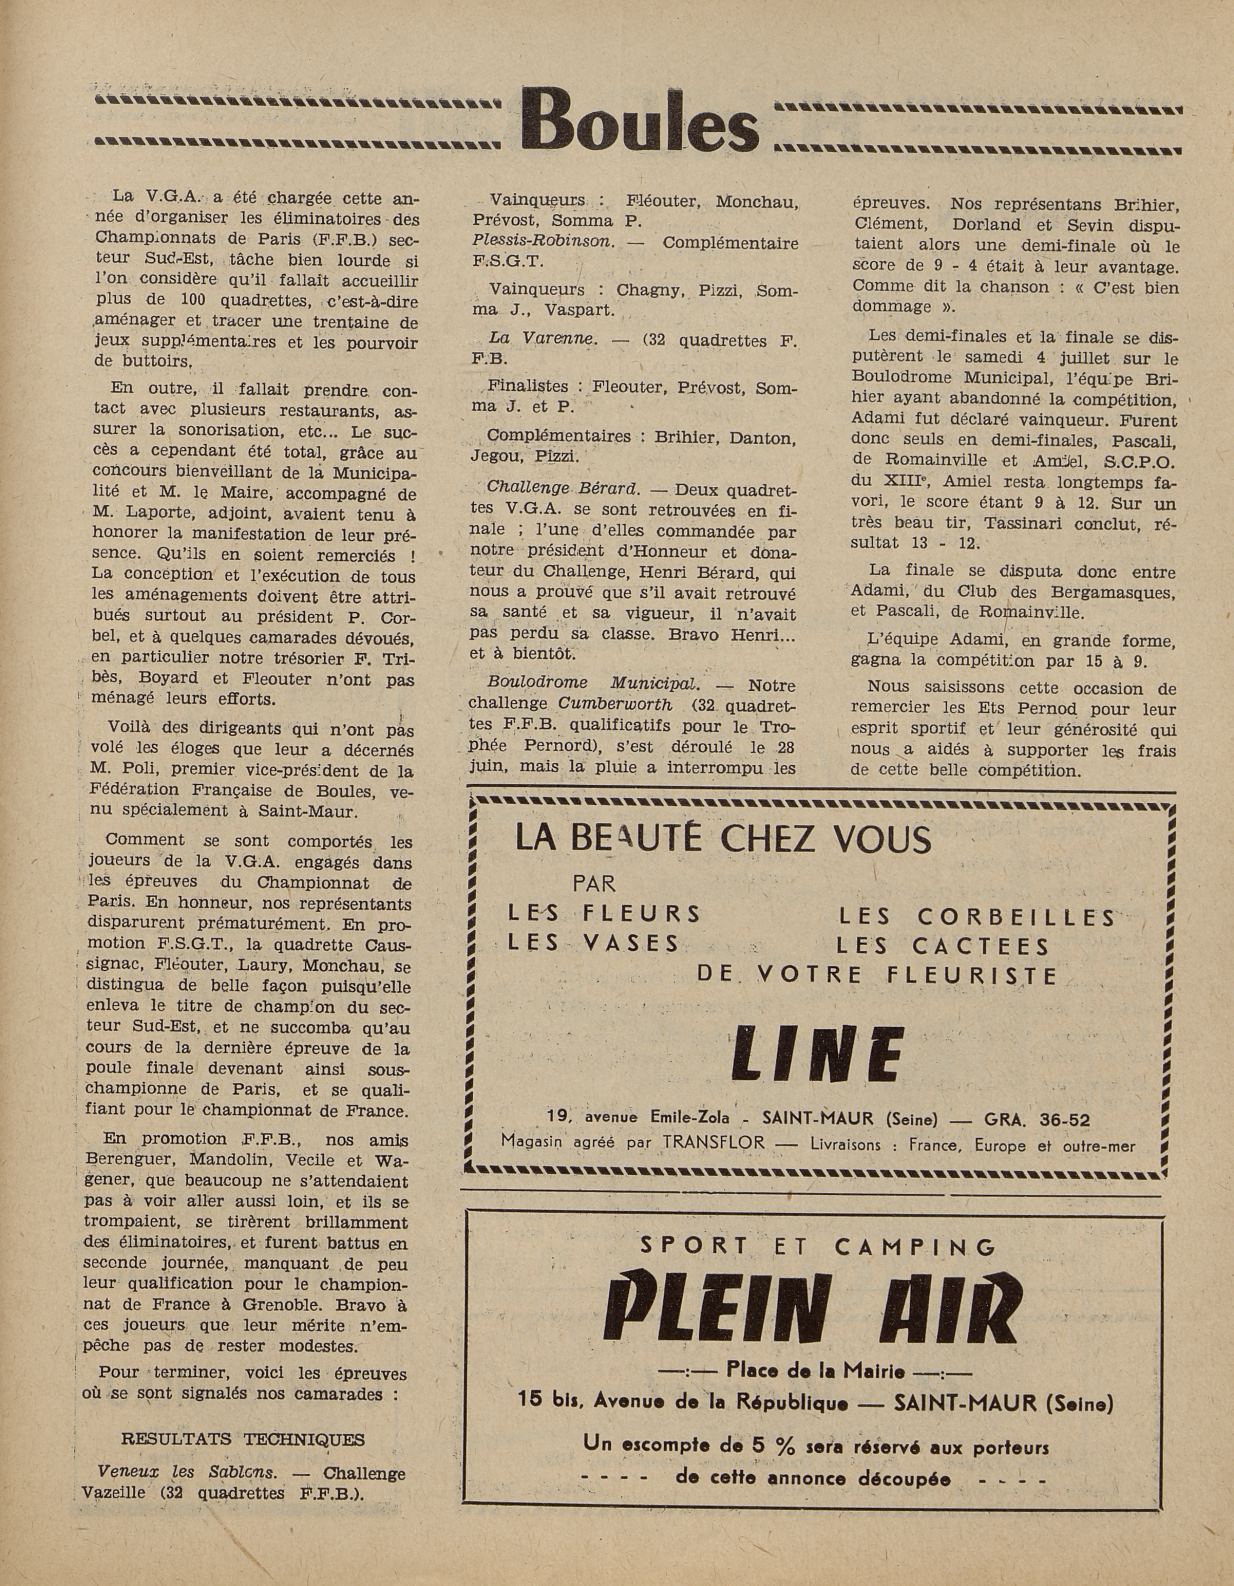 Boules
La V.G.A. a été chargée cette an-
née d'organiser les éliminatoires des
Championnats de Paris (F.F.B.) sec-
teur Sud-Est, tâche bien lourde si
l'on considère qu'il fallait accueillir
plus de 100 quadrettes, c'est-à-dire
aménager et tracer une trentaine de
jeux supplémentaires et les pourvoir
de buttoirs.
En outre, il fallait prendre con-
tact avec plusieurs restaurants, as-
surer la sonorisation, etc... Le suc-
cès a cependant été total, grâce au
concours bienveillant de la Municipa-
lité et M. le Maire, accompagné de
M. Laporte, adjoint, avaient tenu à
honorer la manifestation de leur pré-
sence. Qu'ils en soient remerciés !
La conception et l'exécution de tous
les aménagements doivent être attri-
bués surtout au président P. Cor-
bel, et à quelques camarades dévoués,
en particulier notre trésorier F. Tri-
bès, Boyard et Fleouter n'ont pas
ménagé leurs efforts.
Voilà des dirigeants qui n'ont pas
volé les éloges que leur a décernés
M. Poli, premier vice-président de la
Fédération Française de Boules, ve-
nu spécialement à Saint-Maur.
Comment se sont comportés les
joueurs de la V.G.A. engagés dans
les épreuves du Championnat de
Paris. En honneur, nos représentants
disparurent prématurément. En pro-
motion F.S.G.T., la quadrette Caus-
signac, Fléouter, Laury, Monchau, se
distingua de belle façon puisqu'elle
enleva le titre de champion du sec-
teur Sud-Est, et ne succomba qu'au
cours de la dernière épreuve de la
poule finale devenant ainsi sous-
championne de Paris, et se quali-
fiant pour le championnat de France.
En promotion F.F.B., nos amis
Berenguer, Mandolin, Vecile et Wa-
gener, que beaucoup ne s'attendaient
pas à voir aller aussi loin, et ils se
trompaient, se tirèrent brillamment
des éliminatoires, et furent battus en
seconde journée, manquant de peu
leur qualification pour le champion-
nat de France à Grenoble. Bravo à
ces joueurs que leur mérite n'em-
pêche pas de rester modestes.
Pour terminer, voici les épreuves
où se sont signalés nos camarades :
RESULTATS TECHNIQUES
Veneux les Sablons. — Challenge
Vazeille (32 quadrettes F.F.B.).
Vainqueurs : Fléouter, Monchau,
Prévost, Somma P.
Plessis-Robinson. — Complémentaire
F.S.G.T.
Vainqueurs : Chagny, Pizzi, Som-
ma J., Vaspart.
La Varenne. — (32 quadrettes F.
F.B.
Finalistes : Fleouter, Prévost, Som-
ma J. et P.
Complémentaires : Brihier, Danton,
Jegou, Pizzi.
Challenge Bérard. — Deux quadret-
tes V.G.A. se sont retrouvées en fi-
nale ; l'une d'elles commandée par
notre président d'Honneur et dona-
teur du Challenge, Henri Bérard, qui
nous a prouvé que s'il avait retrouvé
sa santé et sa vigueur, il n'avait
pas perdu sa classe. Bravo Henri...
et à bientôt.
Boulodrome Municipal. — Notre
challenge Cumberworth (32 quadret-
tes F.F.B. qualificatifs pour le Tro-
phée Pernord), s'est déroulé le 28
juin, mais la pluie a interrompu les
épreuves. Nos représentans Brihier,
Clément, Dorland et Sevin dispu-
taient alors une demi-finale où le
score de 9 - 4 était à leur avantage.
Comme dit la chanson : « C'est bien
dommage ».
Les demi-finales et la finale se dis-
putèrent le samedi 4 juillet sur le
Boulodrome Municipal, l'équipe Bri-
hier ayant abandonné la compétition,
Adami fut déclaré vainqueur. Furent
donc seuls en demi-finales, Pascali,
de Romainville et Amiel, S.C.P.O.
du XIIIe, Amiel resta longtemps fa-
vori, le score étant 9 à 12. Sur un
très beau tir, Tassinari conclut, ré-
sultat 13 - 12.
La finale se disputa donc entre
Adami, du Club des Bergamasques,
et Pascali, de Romainville.
L'équipe Adami, en grande forme,
gagna la compétition par 15 à 9.
Nous saisissons cette occasion de
remercier les Ets Pernod pour leur
esprit sportif et leur générosité qui
nous a aidés à supporter les frais
de cette belle compétition.
LA BEAUTÉ CHEZ VOUS
PAR
LES FLEURS LES CORBEILLES
LES VASES LES CACTEES
DE VOTRE FLEURISTE
LINE
19, avenue Emile-Zola - SAINT-MAUR (Seine) — GRA. 36-52
Magasin agréé par TRANSFLOR — Livraisons : France, Europe et outre-mer
SPORT ET CAMPING
PLEIN AIR
—:— Place de la Mairie —:—
15 bis, Avenue de la République — SAINT-MAUR (Seine)
Un escompte de 5 % sera réservé aux porteurs
- - - - de cette annonce découpée - - - -